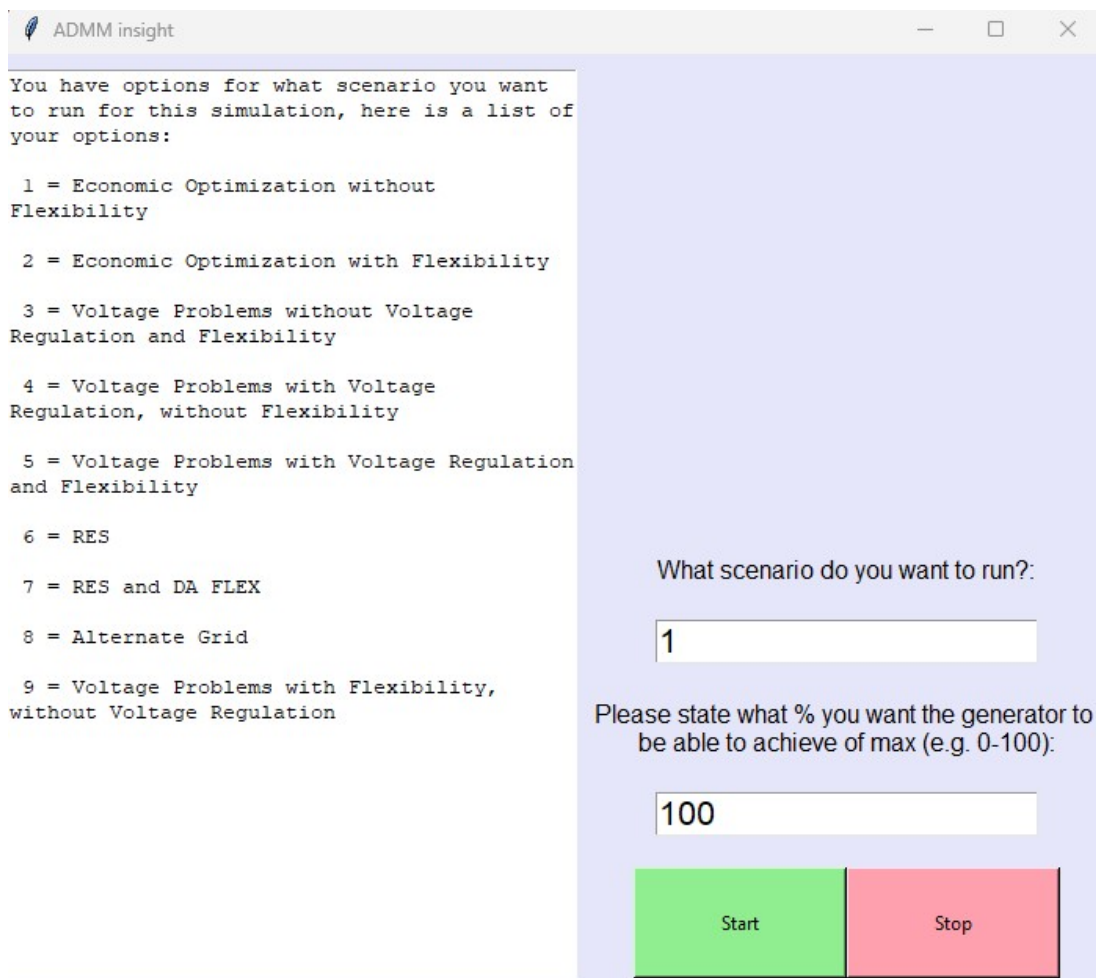 ADMM insight
You have options for what scenario you want
to run for this simulation, here is a list of
your options:
1 = Economic Optimization without
Flexibility
2 = Economic Optimization with Flexibility
3 = Voltage Problems without Voltage
Regulation and Flexibility
4 = Voltage Problems with Voltage
Regulation, without Flexibility
5 = Voltage Problems with Voltage Regulation
and Flexibility
6 = RES
7 = RES and DA FLEX
8 = Alternate Grid
9 = Voltage Problems with Flexibility,
without Voltage Regulation
What scenario do you want to run?:
1
Please state what % you want the generator to
be able to achieve of max (e.g. 0-100):
100
Start
Stop